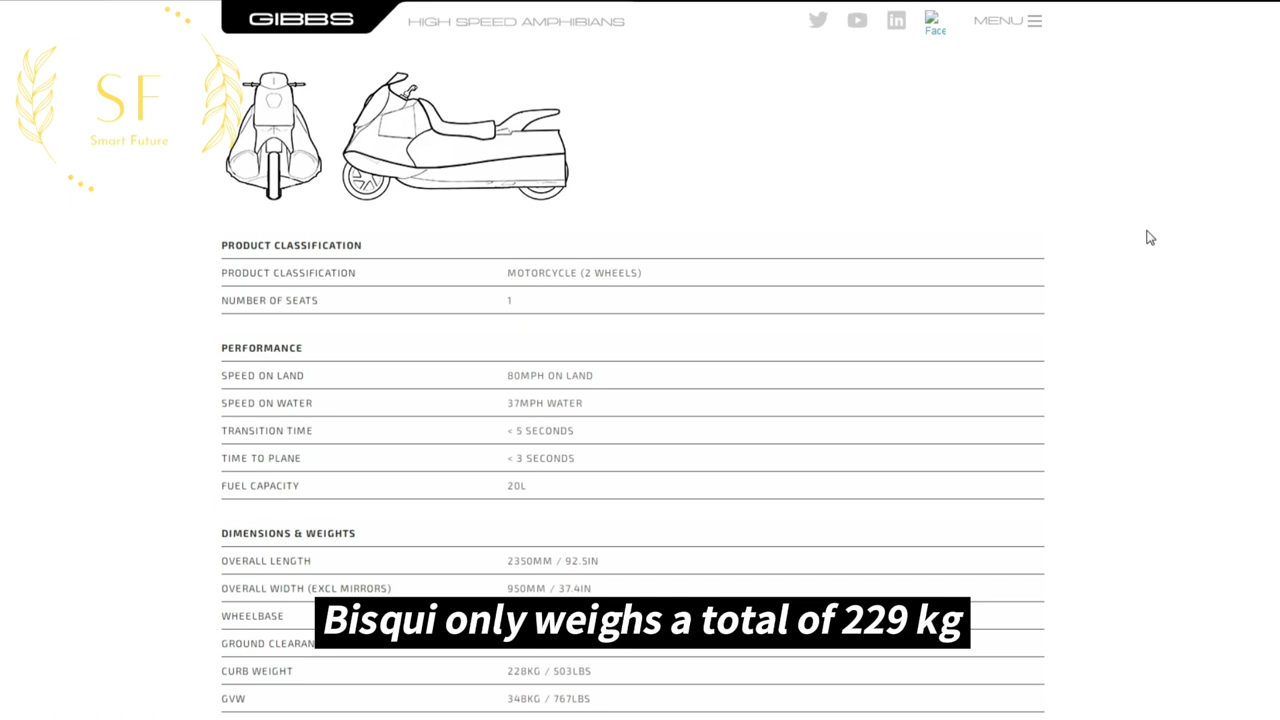 GIBBS
HIGH SPEED AMPHIBIANS
Face
MENU
SF
Smart Future
PRODUCT CLASSIFICATION
PRODUCT CLASSIFICATION MOTORCYCLE (2 WHEELS)
NUMBER OF SEATS 1
PERFORMANCE
SPEED ON LAND 80MPH ON LAND
SPEED ON WATER 37MPH WATER
TRANSITION TIME < 5 SECONDS
TIME TO PLANE < 3 SECONDS
FUEL CAPACITY 20L
DIMENSIONS & WEIGHTS
OVERALL LENGTH 2350MM / 92.5IN
OVERALL WIDTH (EXCL MIRRORS) 950MM / 37.4IN
WHEELBASE
Bisqui only weighs a total of 229 kg
GROUND CLEARAN
CURB WEIGHT 228KG / 503LBS
GVW 348KG / 767LBS